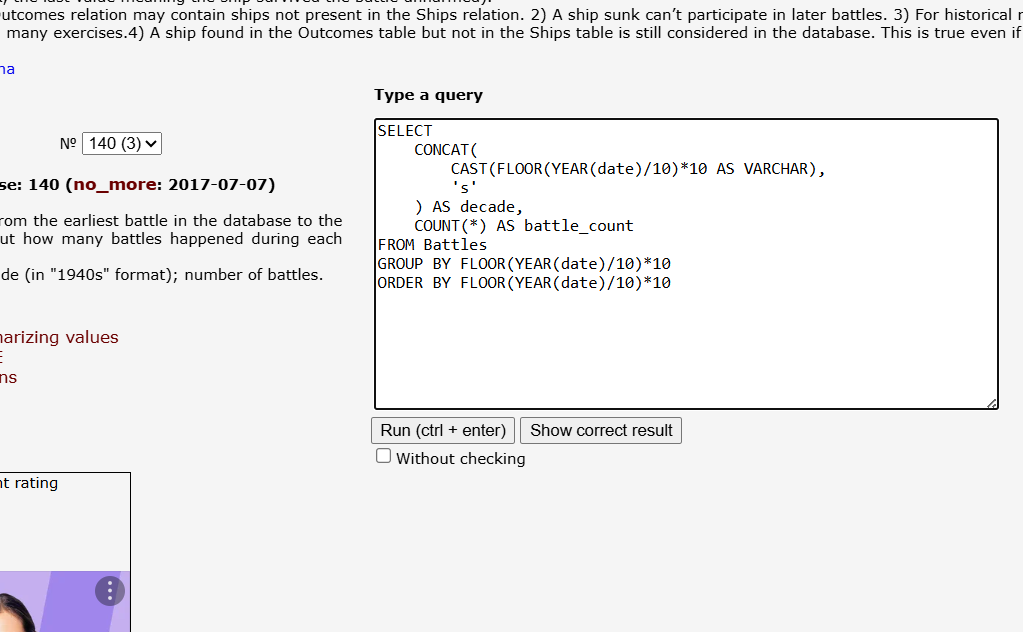 utcomes relation may contain ships not present in the Ships relation. 2) A ship sunk can’t participate in later battles. 3) For historical
many exercises.4) A ship found in the Outcomes table but not in the Ships table is still considered in the database. This is true even if
na
Type a query
Nº 140 (3)
se: 140 (no_more: 2017-07-07)
rom the earliest battle in the database to the
ut how many battles happened during each
de (in "1940s" format); number of battles.
SELECT
CONCAT(
CAST(FLOOR(YEAR(date)/10)*10 AS VARCHAR),
's'
) AS decade,
COUNT(*) AS battle_count
FROM Battles
GROUP BY FLOOR(YEAR(date)/10)*10
ORDER BY FLOOR(YEAR(date)/10)*10
arizing values
ns
Run (ctrl + enter) Show correct result
Without checking
nt rating